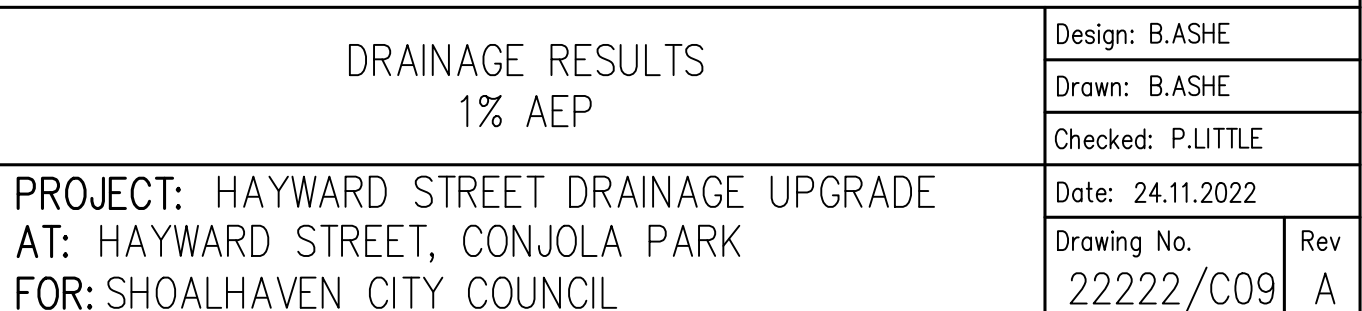 DRAINAGE RESULTS
1% AEP
Design: B.ASHE
Drawn: B.ASHE
Checked: P.LITTLE
PROJECT: HAYWARD STREET DRAINAGE UPGRADE
AT: HAYWARD STREET, CONJOLA PARK
FOR: SHOALHAVEN CITY COUNCIL
Date: 24.11.2022
Drawing No.
22222/C09
Rev
A